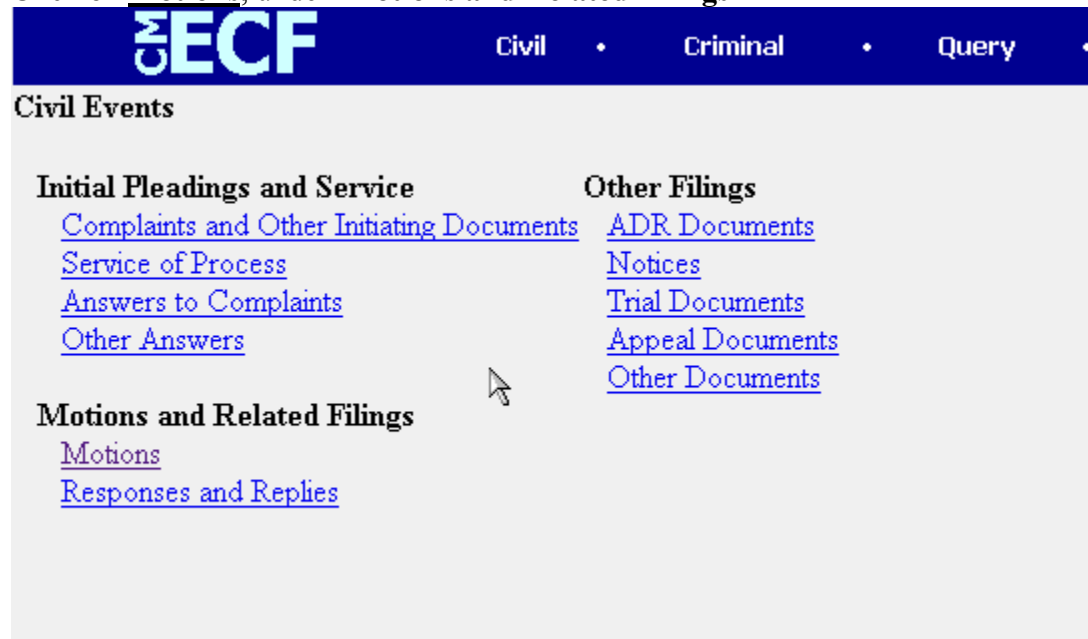 CM ECF Civil • Criminal • Query •
Civil Events
Initial Pleadings and Service
Complaints and Other Initiating Documents
Service of Process
Answers to Complaints
Other Answers
Motions and Related Filings
Motions
Responses and Replies
Other Filings
ADR Documents
Notices
Trial Documents
Appeal Documents
Other Documents